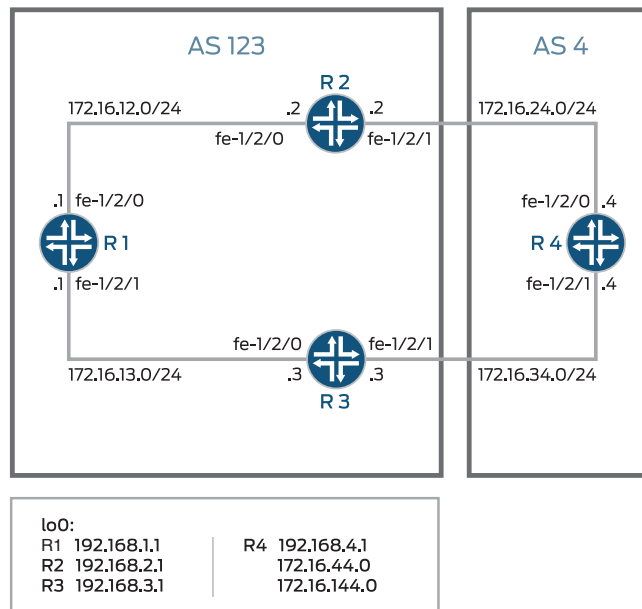 AS 123
AS 4
R 2
172.16.12.0/24
.2
.2
172.16.24.0/24
fe-1/2/0
fe-1/2/1
.1 fe-1/2/0
fe-1/2/0 .4
R 1
R 4
.1 fe-1/2/1
fe-1/2/1 .4
fe-1/2/0
fe-1/2/1
172.16.13.0/24
.3
.3
172.16.34.0/24
R 3
lo0:
R1 192.168.1.1
R4 192.168.4.1
R2 192.168.2.1
172.16.44.0
R3 192.168.3.1
172.16.144.0